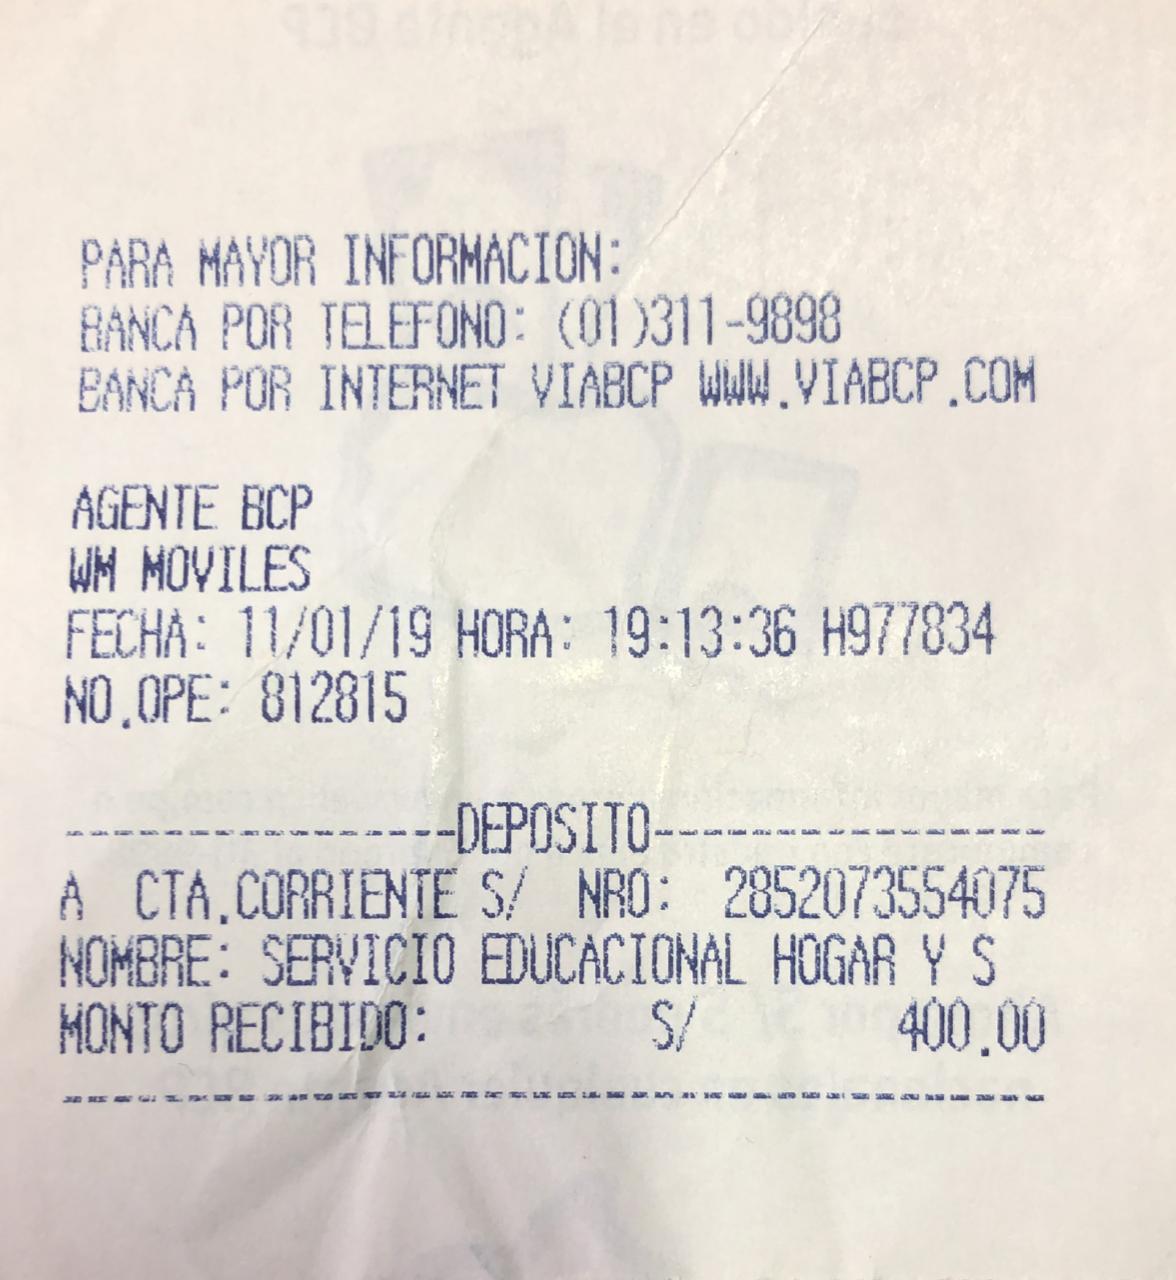 PARA MAYOR INFORMACION:
BANCA POR TELEFONO: (01)311-9898
BANCA POR INTERNET VIABCP WWW.VIABCP.COM
AGENTE BCP
WM MOVILES
FECHA: 11/01/19 HORA: 19:13:36 H977834
NO.OPE: 812815
----------------DEPOSITO----------------
A CTA.CORRIENTE S/ NRO: 2852073554075
NOMBRE: SERVICIO EDUCACIONAL HOGAR Y S
MONTO RECIBIDO: S/ 400.00
----------------------------------------